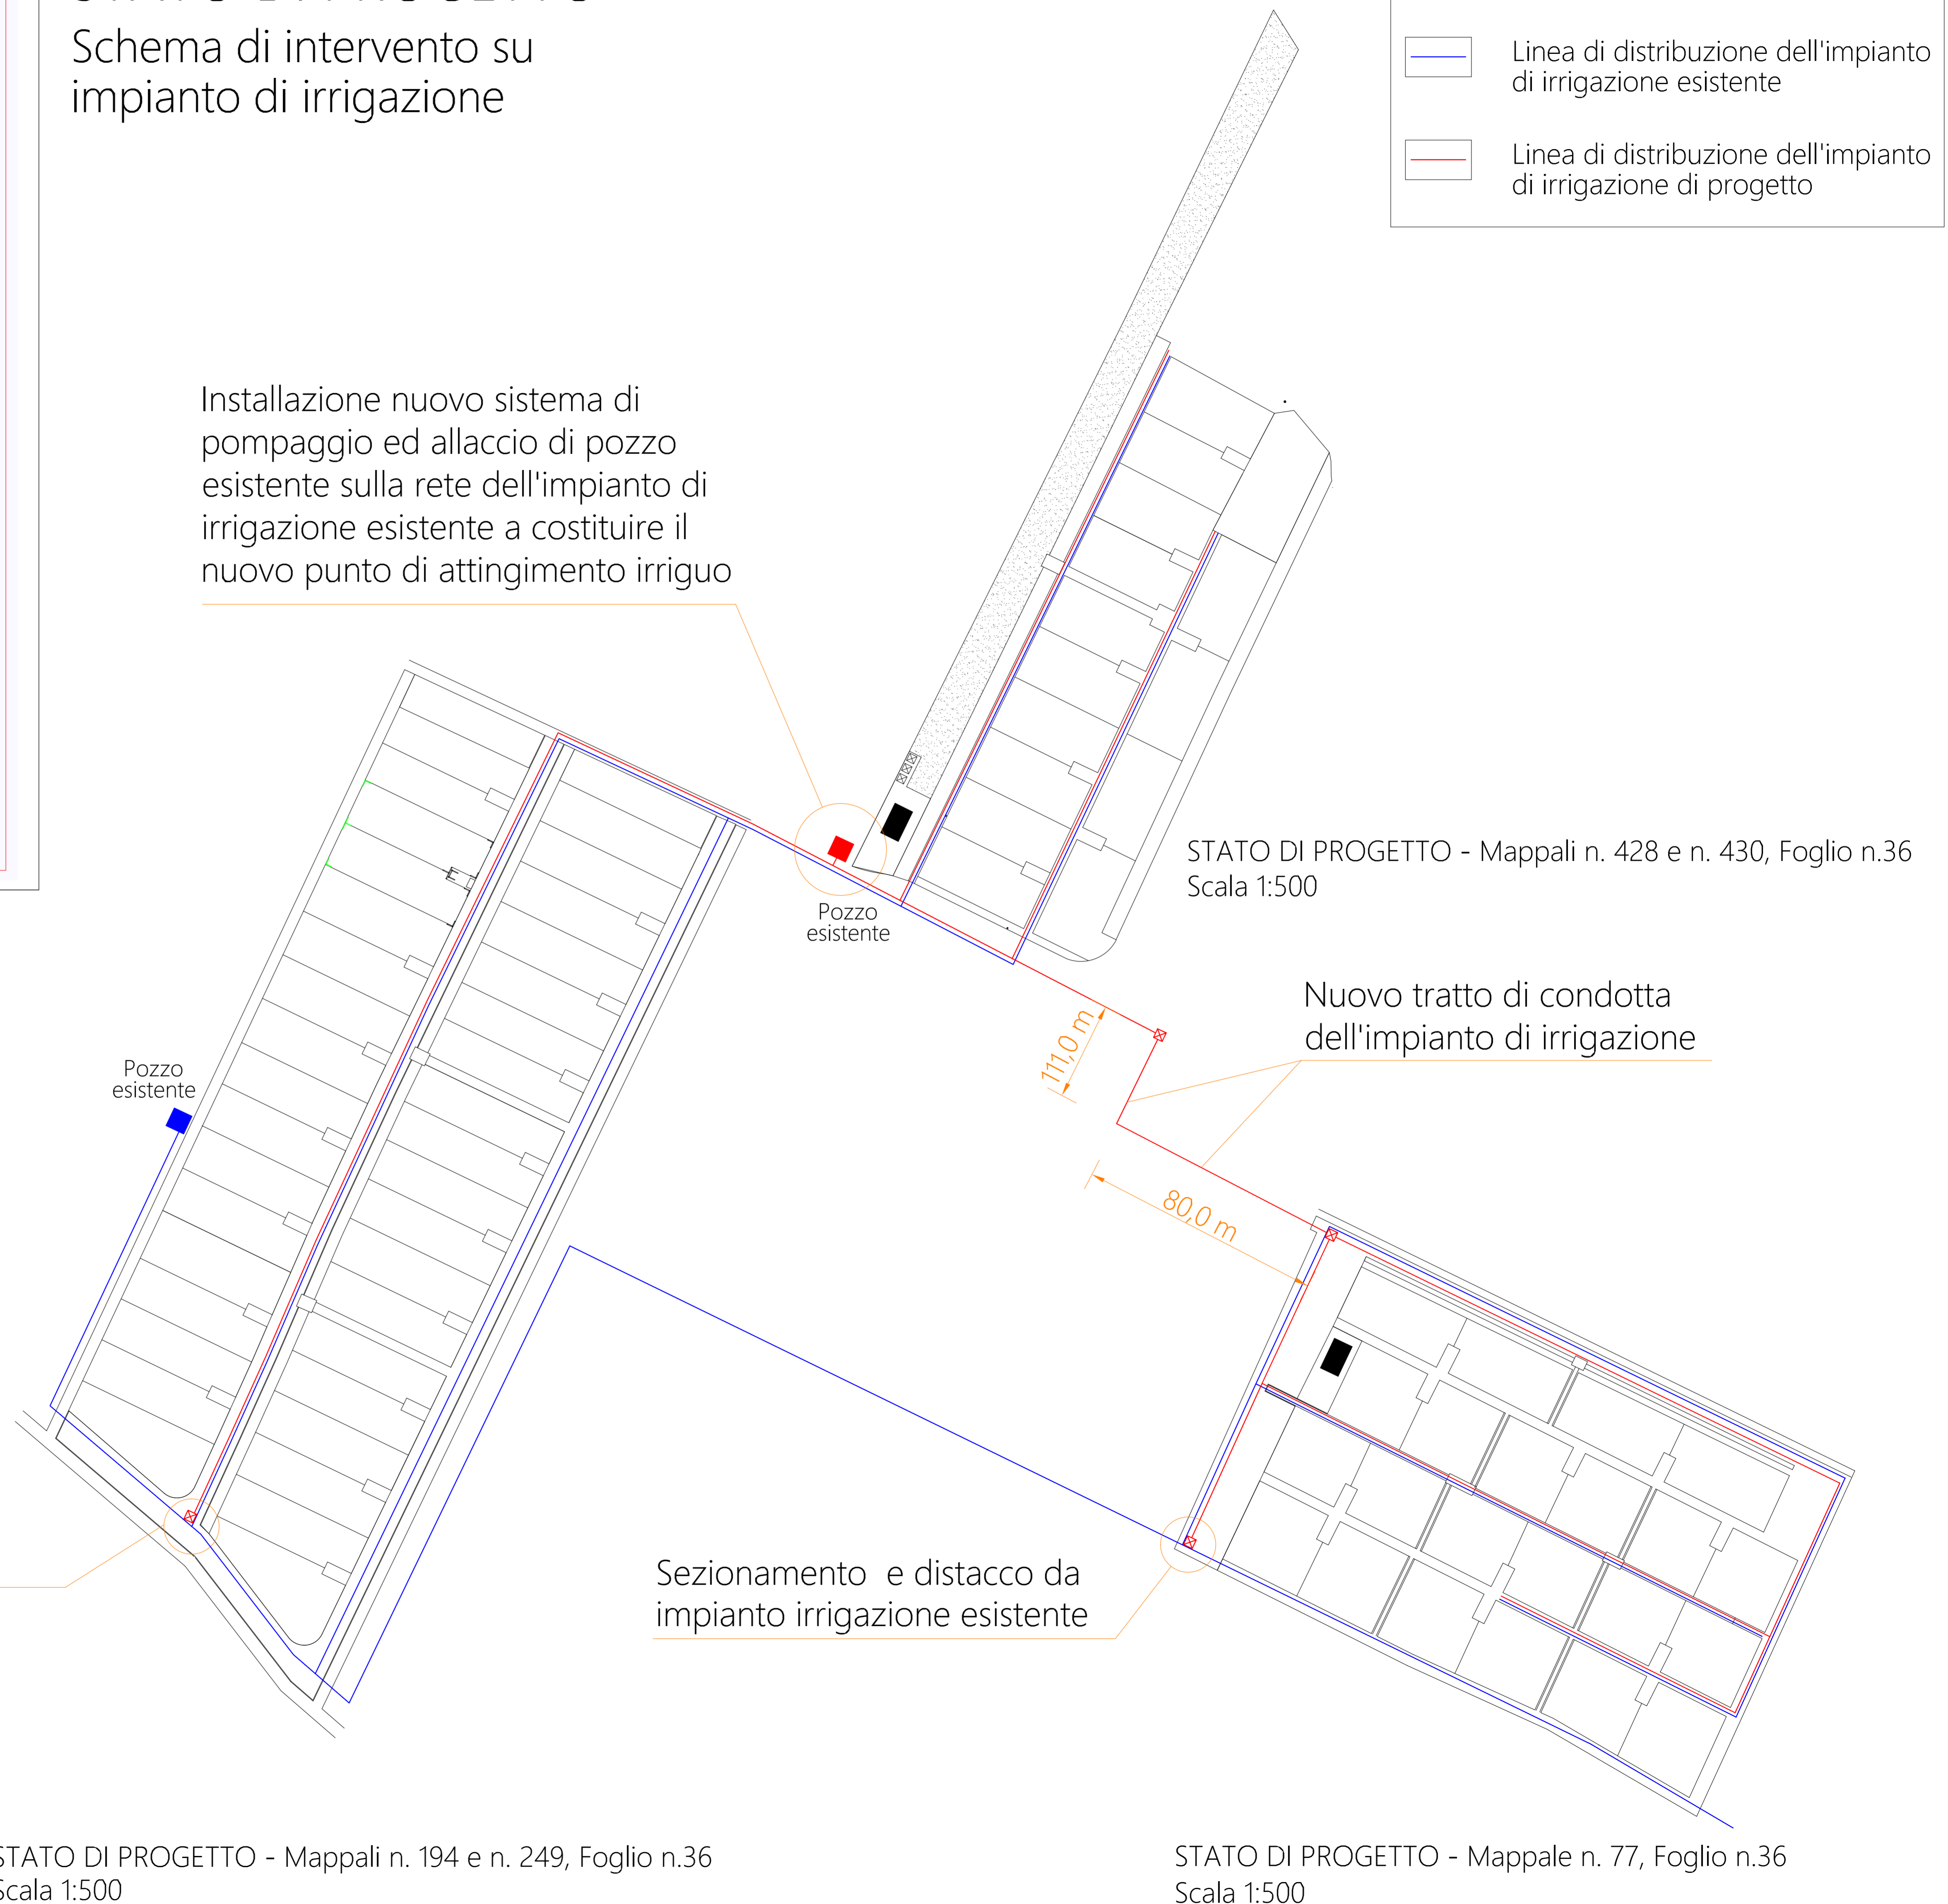 Schema di intervento su
impianto di irrigazione
Linea di distribuzione dell'impianto
di irrigazione esistente
Linea di distribuzione dell'impianto
di irrigazione di progetto
Installazione nuovo sistema di
pompaggio ed allaccio di pozzo
esistente sulla rete dell'impianto di
irrigazione esistente a costituire il
nuovo punto di attingimento irriguo
Pozzo
esistente
STATO DI PROGETTO - Mappali n. 428 e n. 430, Foglio n.36
Scala 1:500
Nuovo tratto di condotta
dell'impianto di irrigazione
111,0 m
80,0 m
Pozzo
esistente
Sezionamento  e distacco da
impianto irrigazione esistente
STATO DI PROGETTO - Mappali n. 194 e n. 249, Foglio n.36
Scala 1:500
STATO DI PROGETTO - Mappale n. 77, Foglio n.36
Scala 1:500